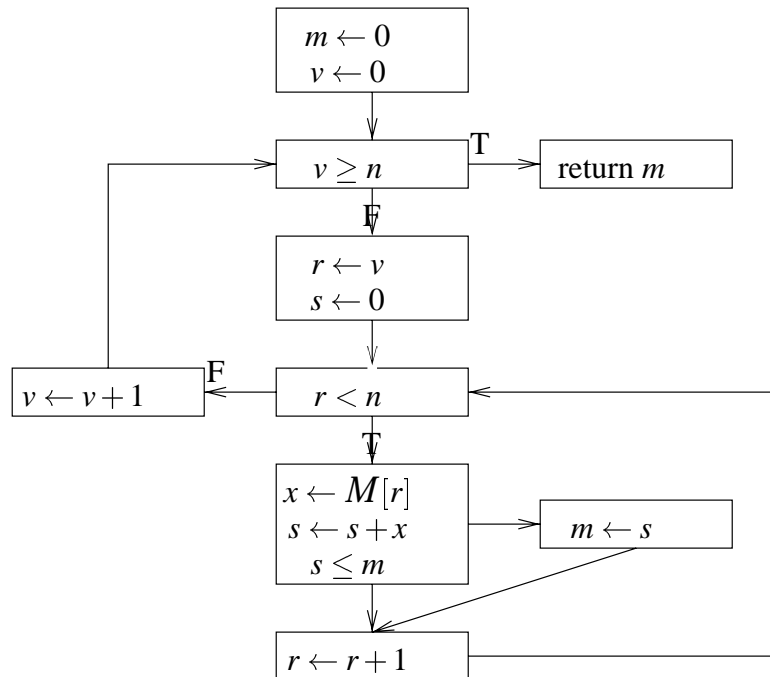 m ← 0
v ← 0
v ≥ n
T
return m
F
r ← v
s ← 0
r < n
F
v ← v + 1
T
x ← M[r]
s ← s + x
s ≤ m
m ← s
r ← r + 1